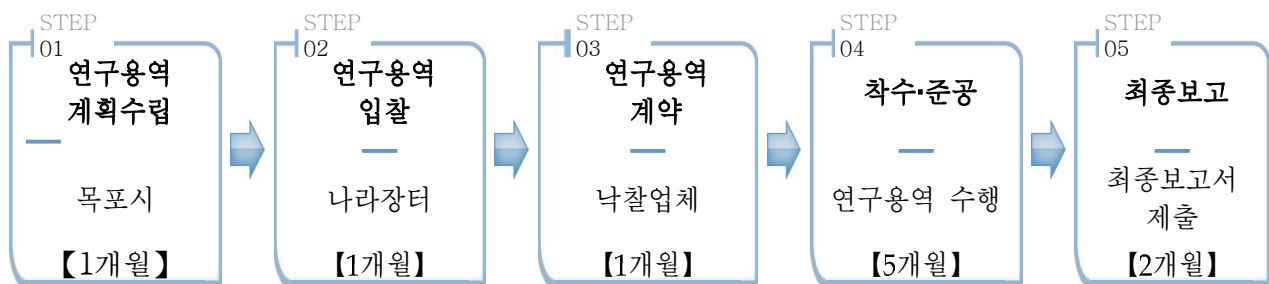 STEP
01
연구용역
계획수립
목포시
【1개월】
STEP
02
연구용역
입찰
나라장터
【1개월】
STEP
03
연구용역
계약
낙찰업체
【1개월】
STEP
04
착수·준공
연구용역 수행
【5개월】
STEP
05
최종보고
최종보고서
제출
【2개월】